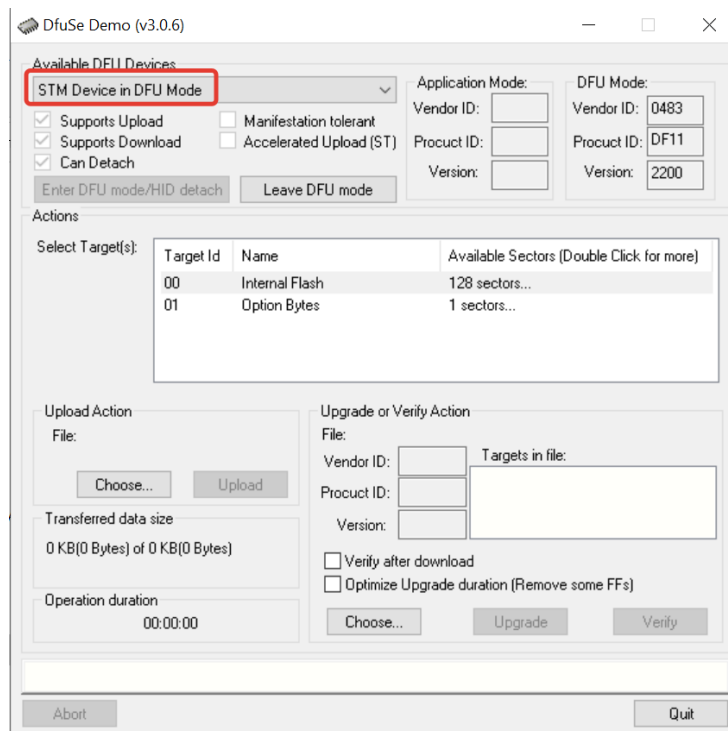 DfuSe Demo (v3.0.6)
Available DFU Devices
STM Device in DFU Mode
Supports Upload
Manifestation tolerant
Supports Download
Accelerated Upload (ST)
Can Detach
Enter DFU mode/HID detach
Leave DFU mode
Application Mode:
Vendor ID:
Procuct ID:
Version:
DFU Mode:
Vendor ID: 0483
Procuct ID: DF11
Version: 2200
Actions
Select Target(s):
Target Id Name Available Sectors (Double Click for more)
00 Internal Flash 128 sectors...
01 Option Bytes 1 sectors...
Upload Action
File:
Choose... Upload
Transferred data size
0 KB(0 Bytes) of 0 KB(0 Bytes)
Operation duration
00:00:00
Upgrade or Verify Action
File:
Vendor ID:
Procuct ID:
Version:
Targets in file:
Verify after download
Optimize Upgrade duration (Remove some FFs)
Choose... Upgrade Verify
Abort Quit